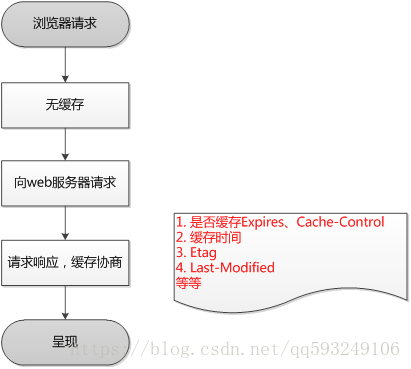 浏览器请求
无缓存
向web服务器请求
请求响应，缓存协商
呈现
1. 是否缓存Expires、Cache-Control
2. 缓存时间
3. Etag
4. Last-Modified
等等
https://blog.csdn.net/qq593249106